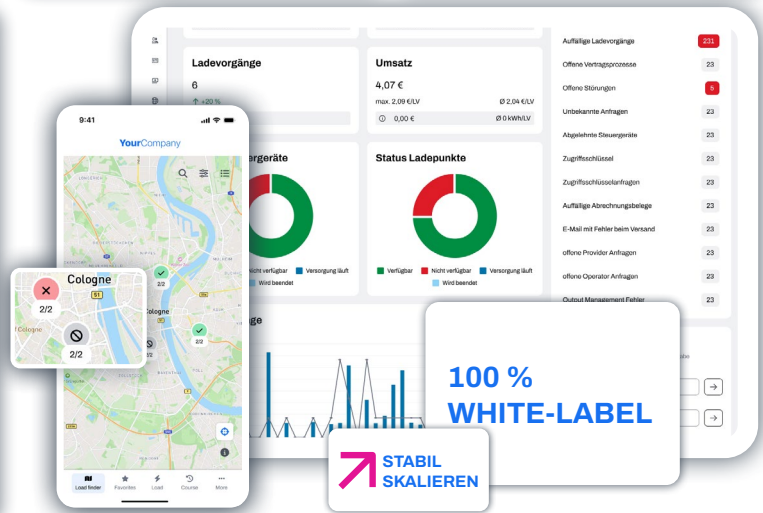 Ladevorgänge
6
↑ +20 %
Umsatz
4,07 €
max. 2,09 €/LV
Ø 2,04 €/LV
0,00 €
Ø 0 kWh/LV
Status Ladepunkte
Nicht verfügbar
Versorgung läuft
Wird beendet
Verfügbar
Nicht verfügbar
Versorgung läuft
Wird beendet
Auffällige Ladevorgänge
231
Offene Vertragsprozesse
23
Offene Störungen
5
Unbekannte Anfragen
23
Abgelehnte Steuergeräte
23
Zugriffsschlüssel
23
Zugriffsschlüsselanfragen
23
Auffällige Abrechnungsbelege
23
E-Mail mit Fehler beim Versand
23
offene Provider Anfragen
23
offene Operator Anfragen
23
Output Management Fehler
23
9:41
YourCompany
2/2
Cologne
2/2
2/2
Load finder
Favorites
Load
Course
More
Cologne
51
2/2
Cologne
2/2
100 %
WHITE-LABEL
STABIL
SKALIEREN